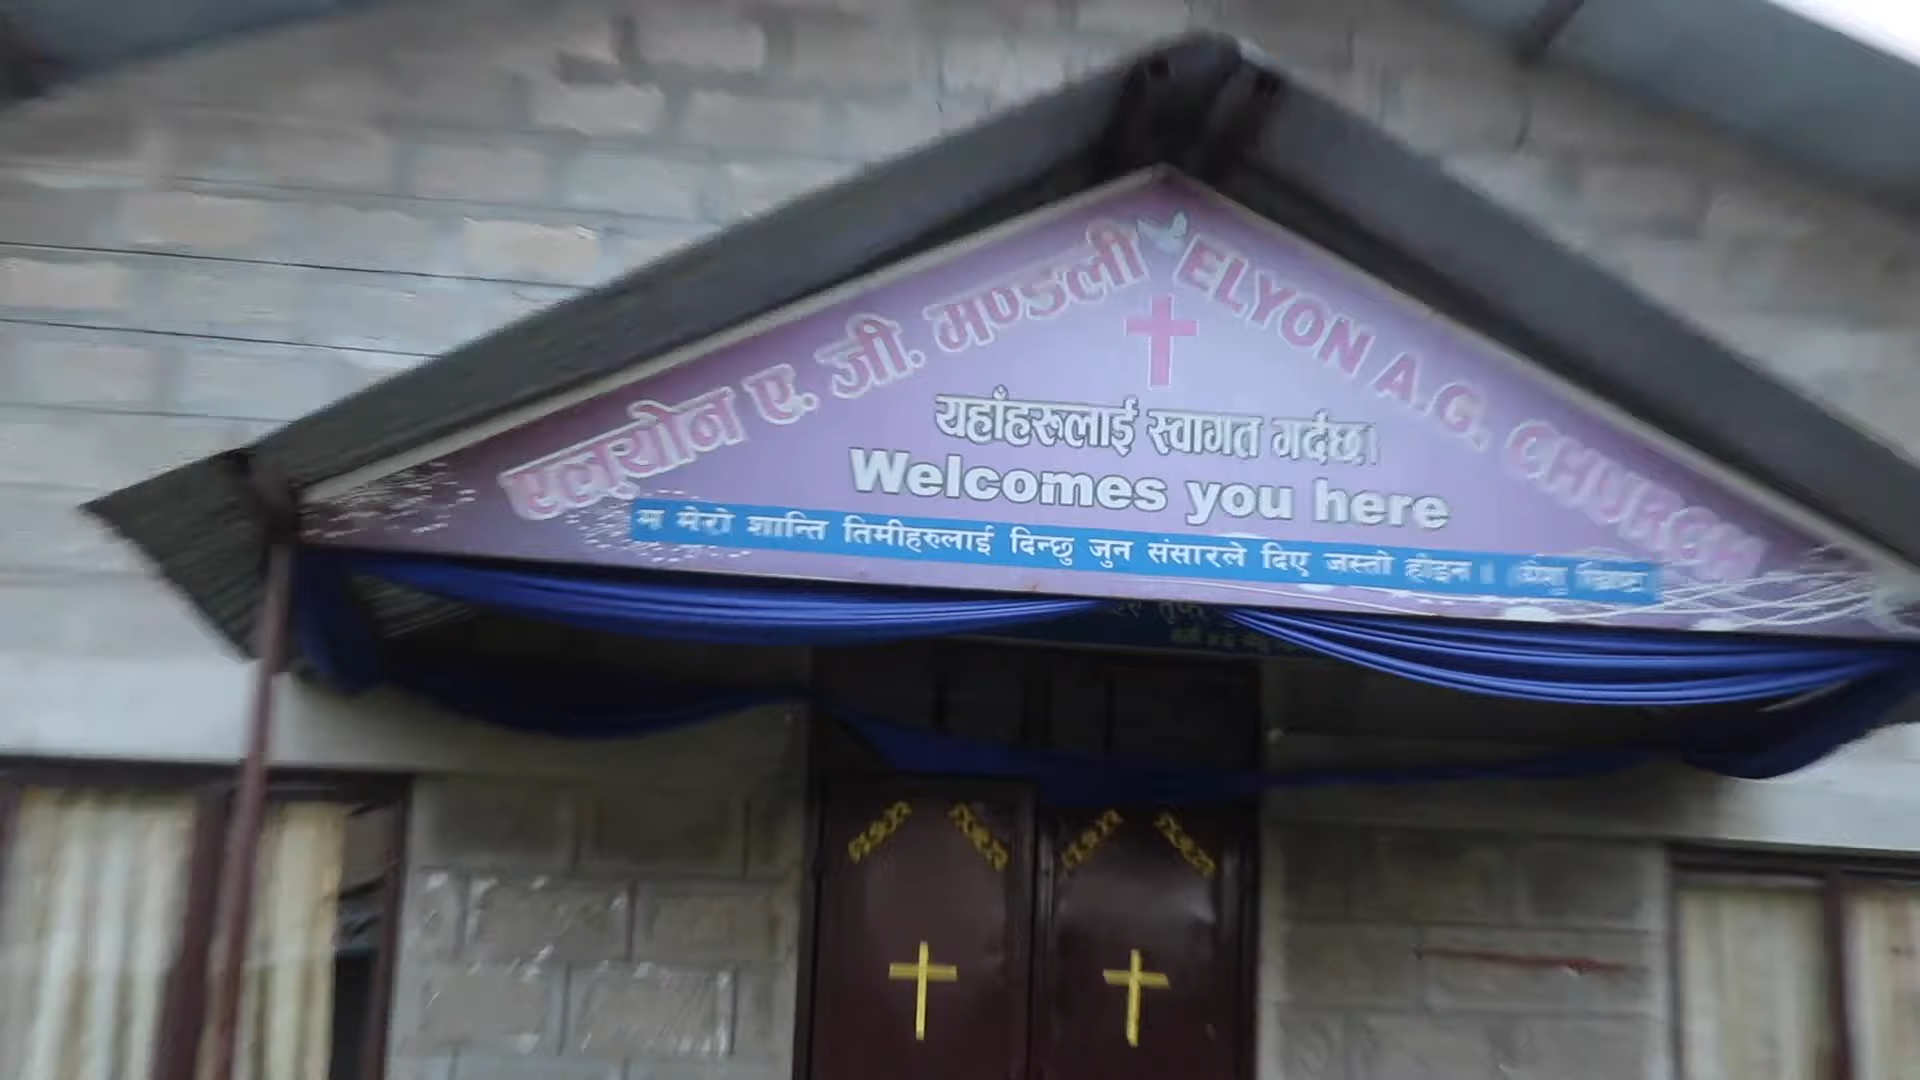 एल्योन ए. जी. मण्डली ELYON A.G. CHURCH
यहाँहरुलाई स्वागत गर्दछ।
Welcomes you here
म मेरो शान्ति तिमीहरुलाई दिन्छु जुन संसारले दिए जस्तो होइन।